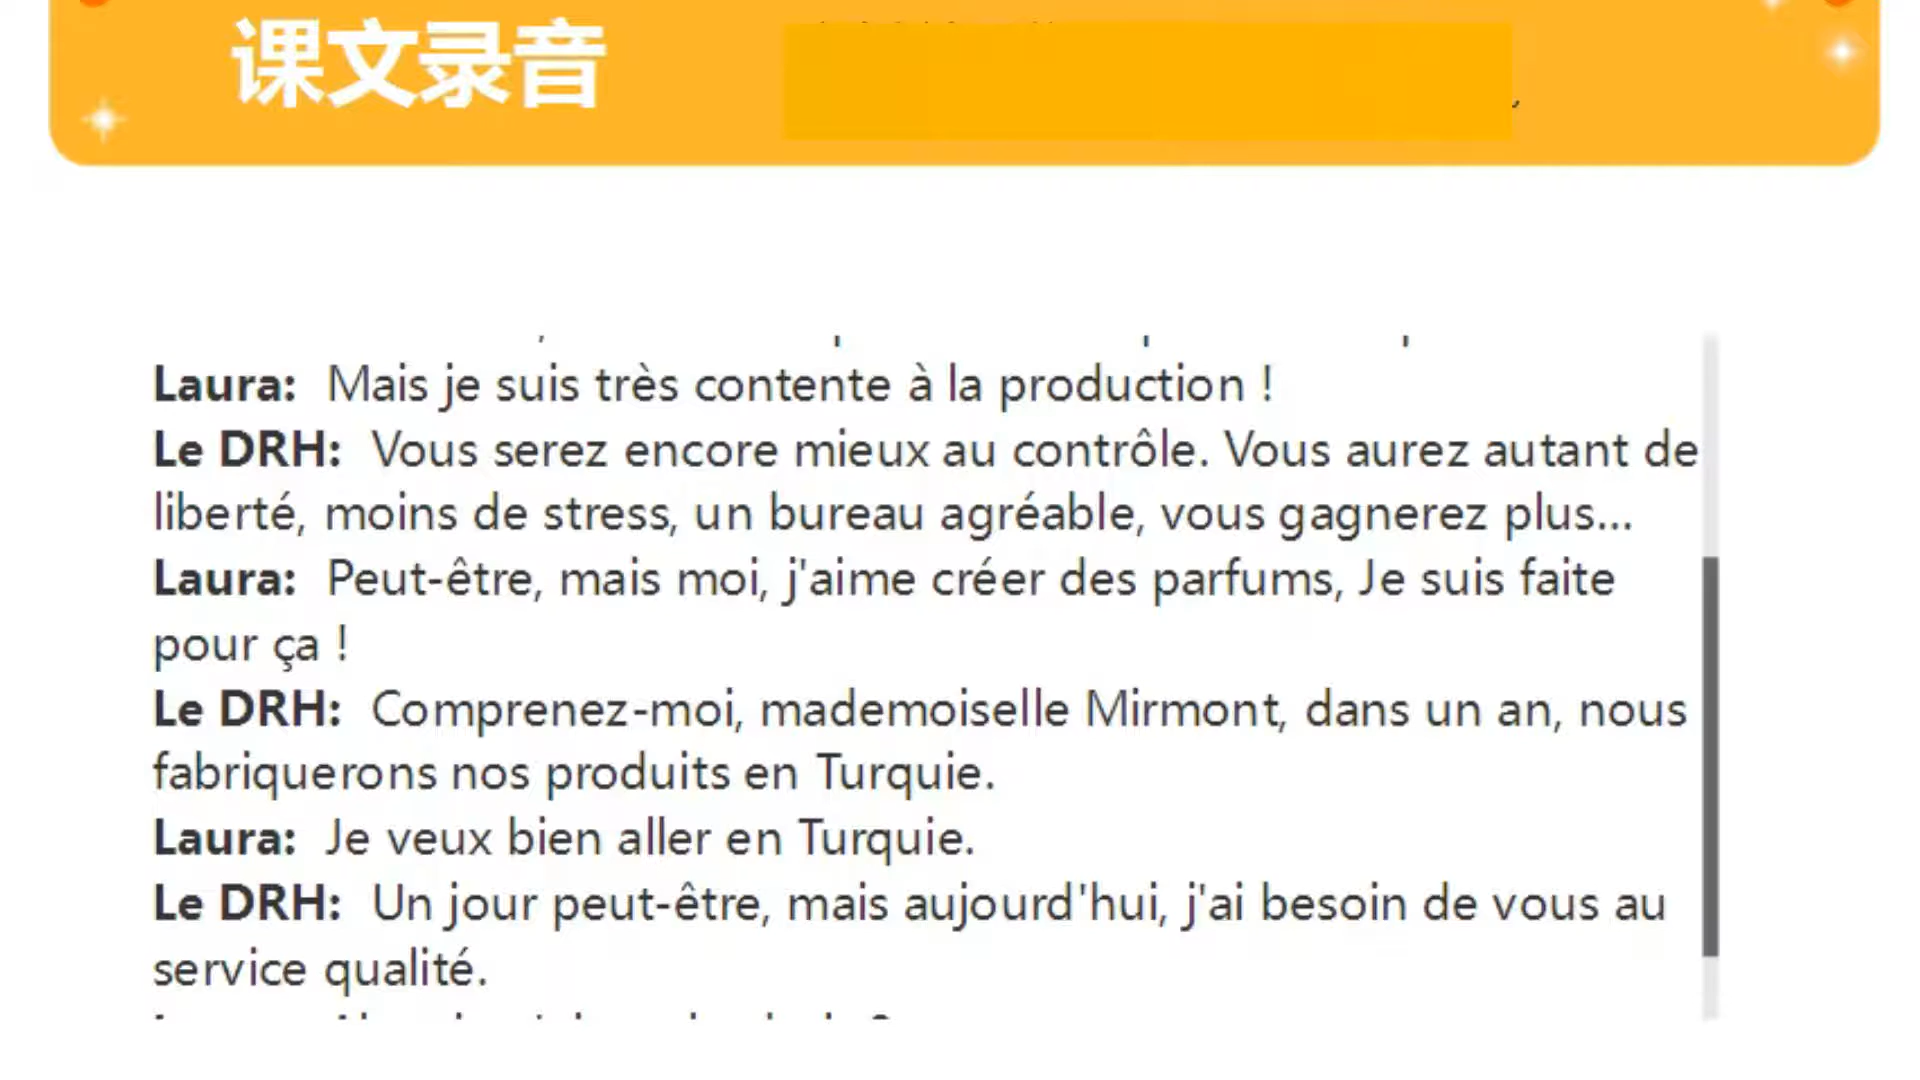 课文录音
Laura: Mais je suis très contente à la production !
Le DRH: Vous serez encore mieux au contrôle. Vous aurez autant de
liberté, moins de stress, un bureau agréable, vous gagnerez plus...
Laura: Peut-être, mais moi, j'aime créer des parfums, Je suis faite
pour ça !
Le DRH: Comprenez-moi, mademoiselle Mirmont, dans un an, nous
fabriquerons nos produits en Turquie.
Laura: Je veux bien aller en Turquie.
Le DRH: Un jour peut-être, mais aujourd'hui, j'ai besoin de vous au
service qualité.